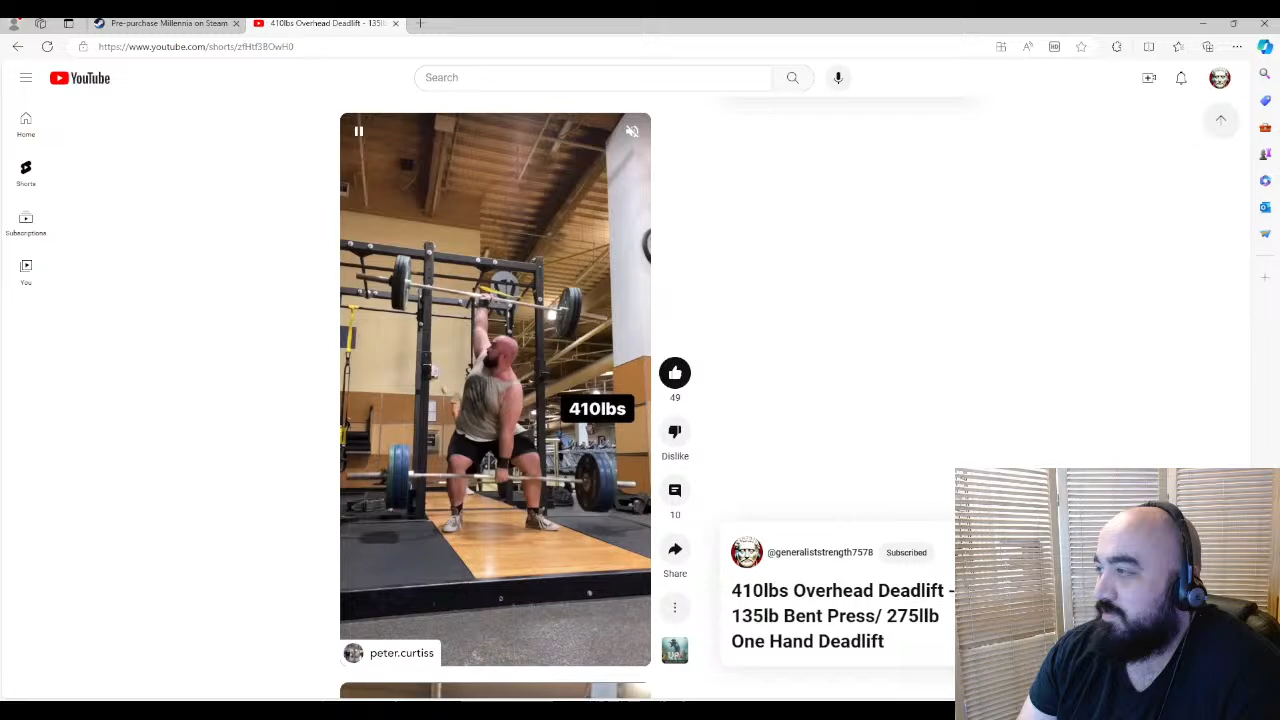 Pre-purchase Millennia on Steam
410lbs Overhead Deadlift - 135l
https://www.youtube.com/shorts/zfHtf3BOwH0
YouTube
Search
Home
Shorts
Subscriptions
You
410lbs
49
Dislike
10
Share
@generaliststrength7578 Subscribed
410lbs Overhead Deadlift -
135lb Bent Press/ 275llb
One Hand Deadlift
peter.curtiss